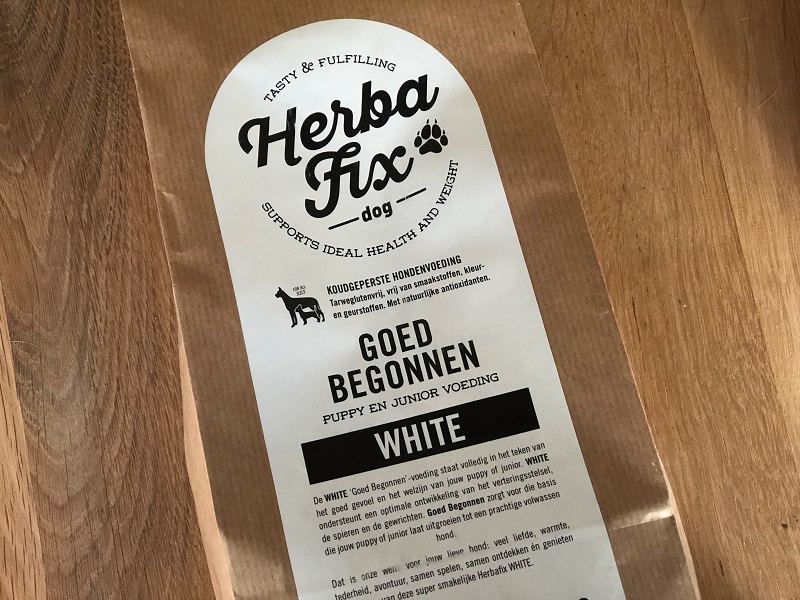 TASTY & FULFILLING
Herba
Fix
dog
SUPPORTS IDEAL HEALTH AND WEIGHT
FOR ALL
SIZES
KOUDGEPERSTE HONDENVOEDING
Tarweglutenvrij, vrij van smaakstoffen, kleur-
en geurstoffen. Met natuurlijke antioxidanten.
GOED
BEGONNEN
PUPPY EN JUNIOR VOEDING
WHITE
De WHITE 'Goed Begonnen'-voeding staat volledig in het teken van
het goed gevoel en het welzijn van jouw puppy of junior. WHITE
ondersteunt een optimale ontwikkeling van het verteringsstelsel,
de spieren en de gewrichten. Goed Begonnen zorgt voor die basis
die jouw puppy of junior laat uitgroeien tot een prachtige volwassen
hond.
Dat is onze wens voor jouw lieve hond: veel liefde, warmte,
tederheid, avontuur, samen spelen, samen ontdekken én genieten
van deze super smakelijke Herbafix WHITE.